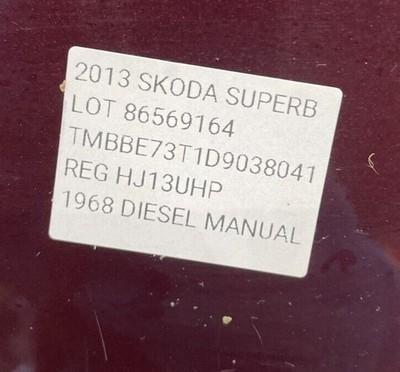 2013 SKODA SUPERB
LOT 86569164
TMBBE73T1D9038041
REG HJ13UHP
1968 DIESEL MANUAL